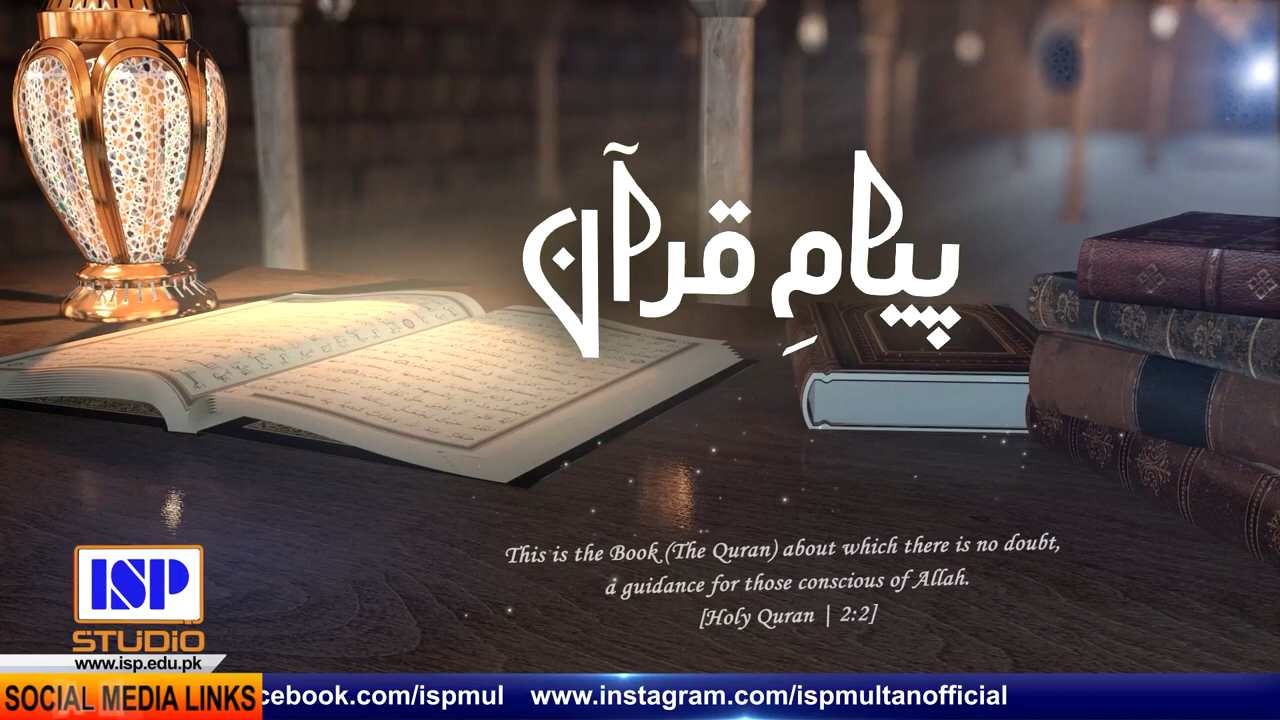 پیامِ قرآن
This is the Book (The Quran) about which there is no doubt,
a guidance for those conscious of Allah.
[Holy Quran | 2:2]
ISP
STUDIO
www.isp.edu.pk
SOCIAL MEDIA LINKS cebook.com/ispmul www.instagram.com/ispmultanofficial